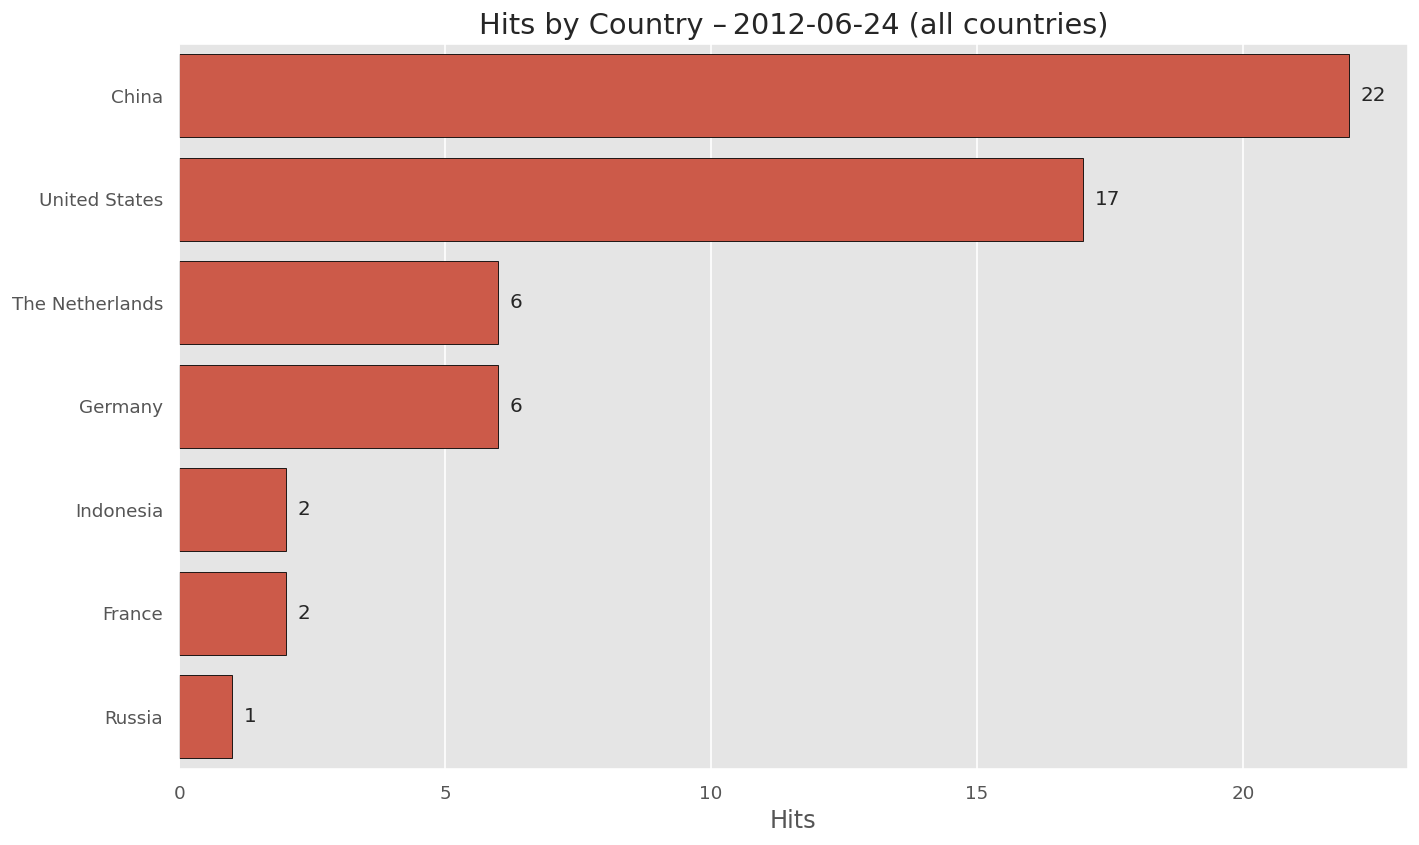 Hits by Country – 2012-06-24 (all countries)
China 22
United States 17
The Netherlands 6
Germany 6
Indonesia 2
France 2
Russia 1
0 5 10 15 20
Hits